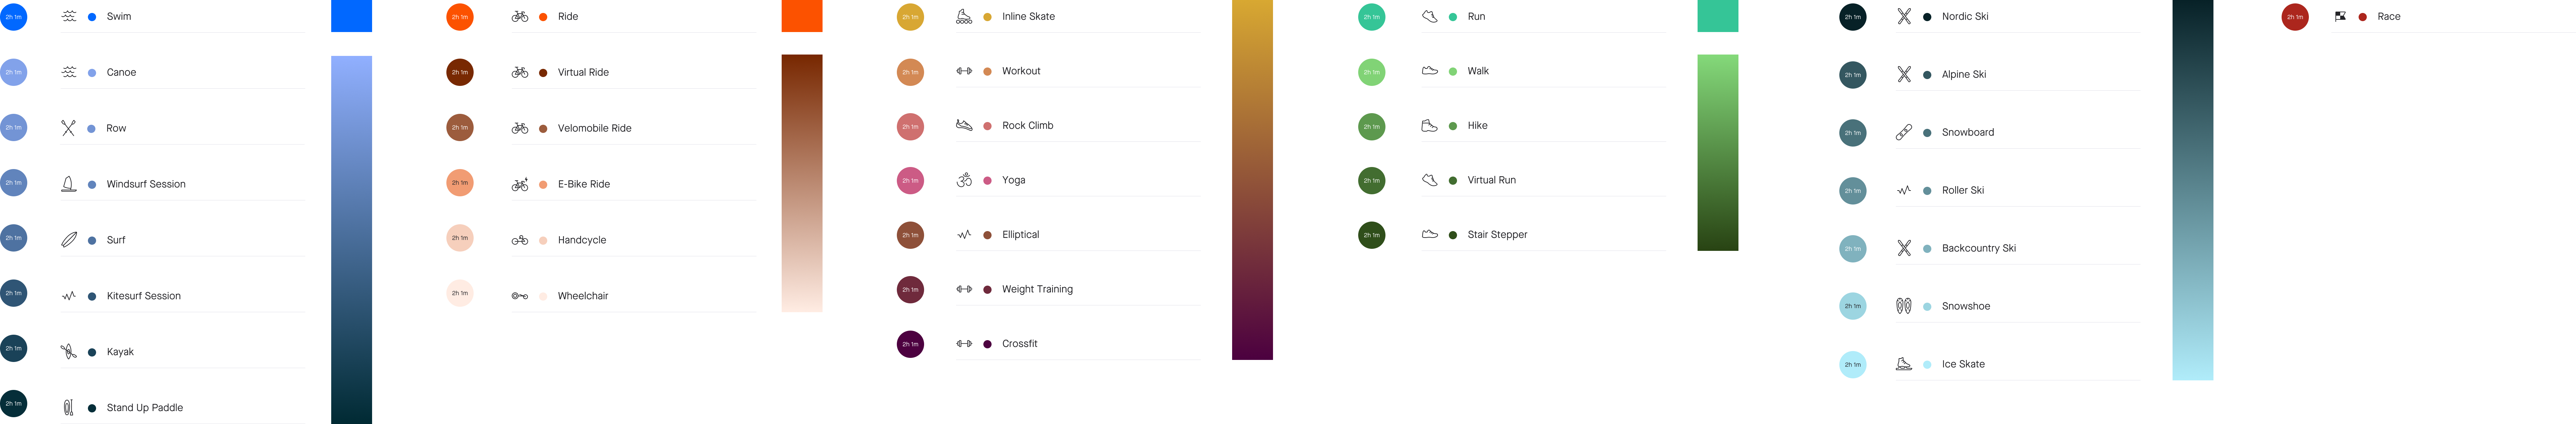 2h 1m Swim
2h 1m Canoe
2h 1m Row
2h 1m Windsurf Session
2h 1m Surf
2h 1m Kitesurf Session
2h 1m Kayak
2h 1m Stand Up Paddle
2h 1m Ride
2h 1m Virtual Ride
2h 1m Velomobile Ride
2h 1m E-Bike Ride
2h 1m Handcycle
2h 1m Wheelchair
2h 1m Inline Skate
2h 1m Workout
2h 1m Rock Climb
2h 1m Yoga
2h 1m Elliptical
2h 1m Weight Training
2h 1m Crossfit
2h 1m Run
2h 1m Walk
2h 1m Hike
2h 1m Virtual Run
2h 1m Stair Stepper
2h 1m Nordic Ski
2h 1m Alpine Ski
2h 1m Snowboard
2h 1m Roller Ski
2h 1m Backcountry Ski
2h 1m Snowshoe
2h 1m Ice Skate
2h 1m Race